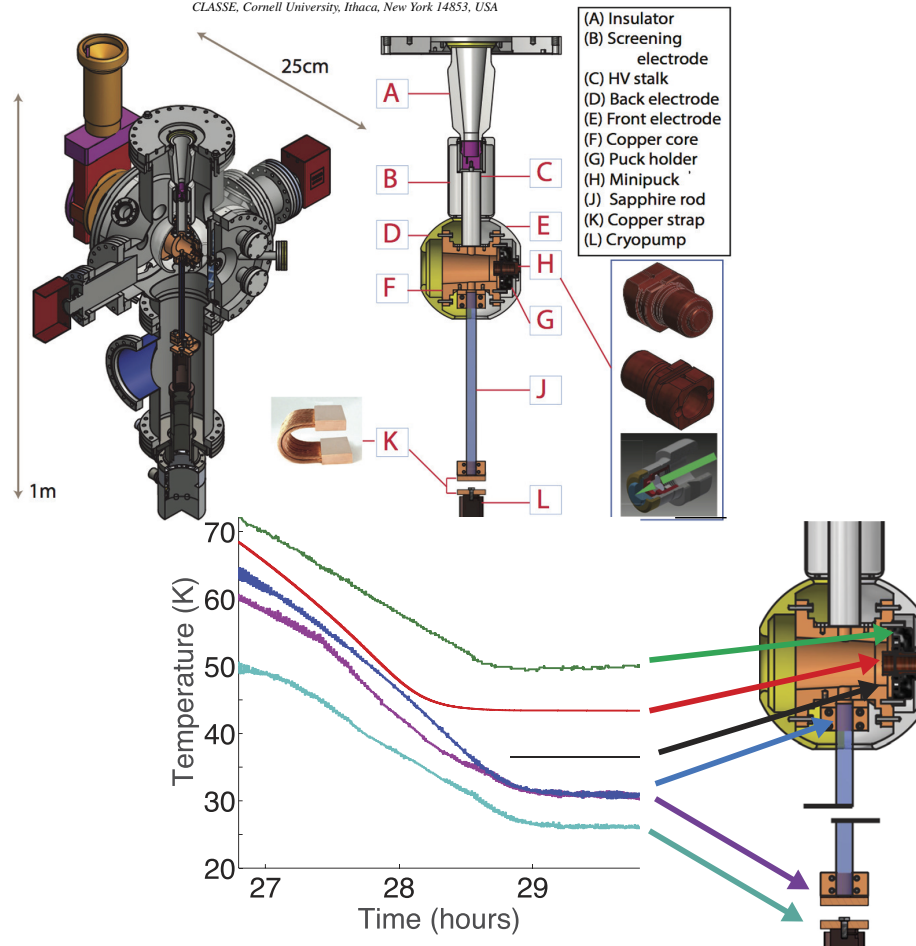 CLASSE, Cornell University, Ithaca, New York 14853, USA
25cm
1m
A
B
C
D
E
F
H
G
J
K
L
(A) Insulator
(B) Screening
electrode
(C) HV stalk
(D) Back electrode
(E) Front electrode
(F) Copper core
(G) Puck holder
(H) Minipuck
(J) Sapphire rod
(K) Copper strap
(L) Cryopump
Temperature (K)
70
60
50
40
30
20
27
28
29
Time (hours)